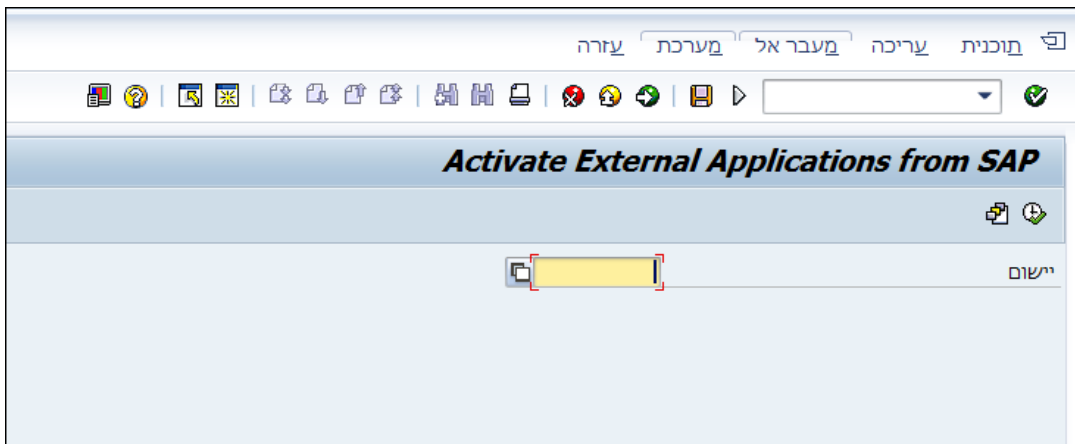 תוכנית עריכה מעבר אל מערכת עזרה
Activate External Applications from SAP
יישום